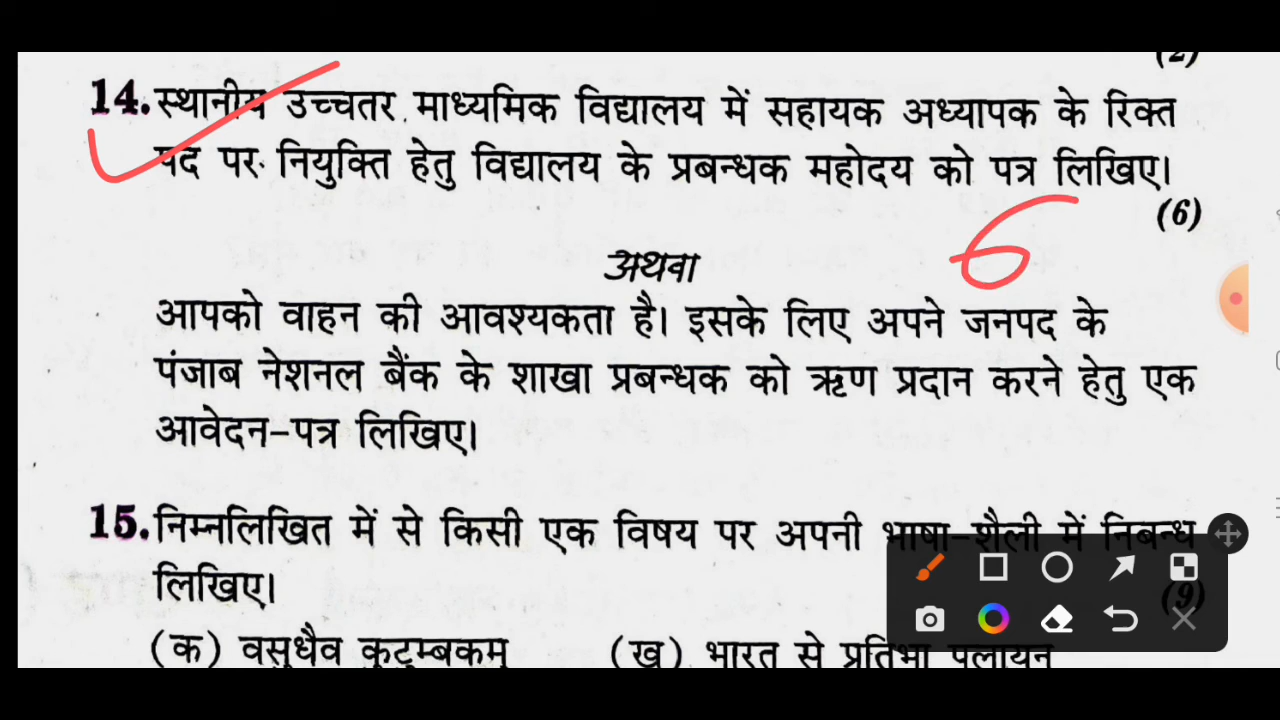 (2)
14. स्थानीय उच्चतर माध्यमिक विद्यालय में सहायक अध्यापक के रिक्त
पद पर नियुक्ति हेतु विद्यालय के प्रबन्धक महोदय को पत्र लिखिए।
(6)
6
अथवा
आपको वाहन की आवश्यकता है। इसके लिए अपने जनपद के
पंजाब नेशनल बैंक के शाखा प्रबन्धक को ऋण प्रदान करने हेतु एक
आवेदन-पत्र लिखिए।
15. निम्नलिखित में से किसी एक विषय पर अपनी भाषा-शैली में निबन्ध
लिखिए।
(9)
(क) वसुधैव कुटुम्बकम् (ख) भारत से प्रतिभा पलायन